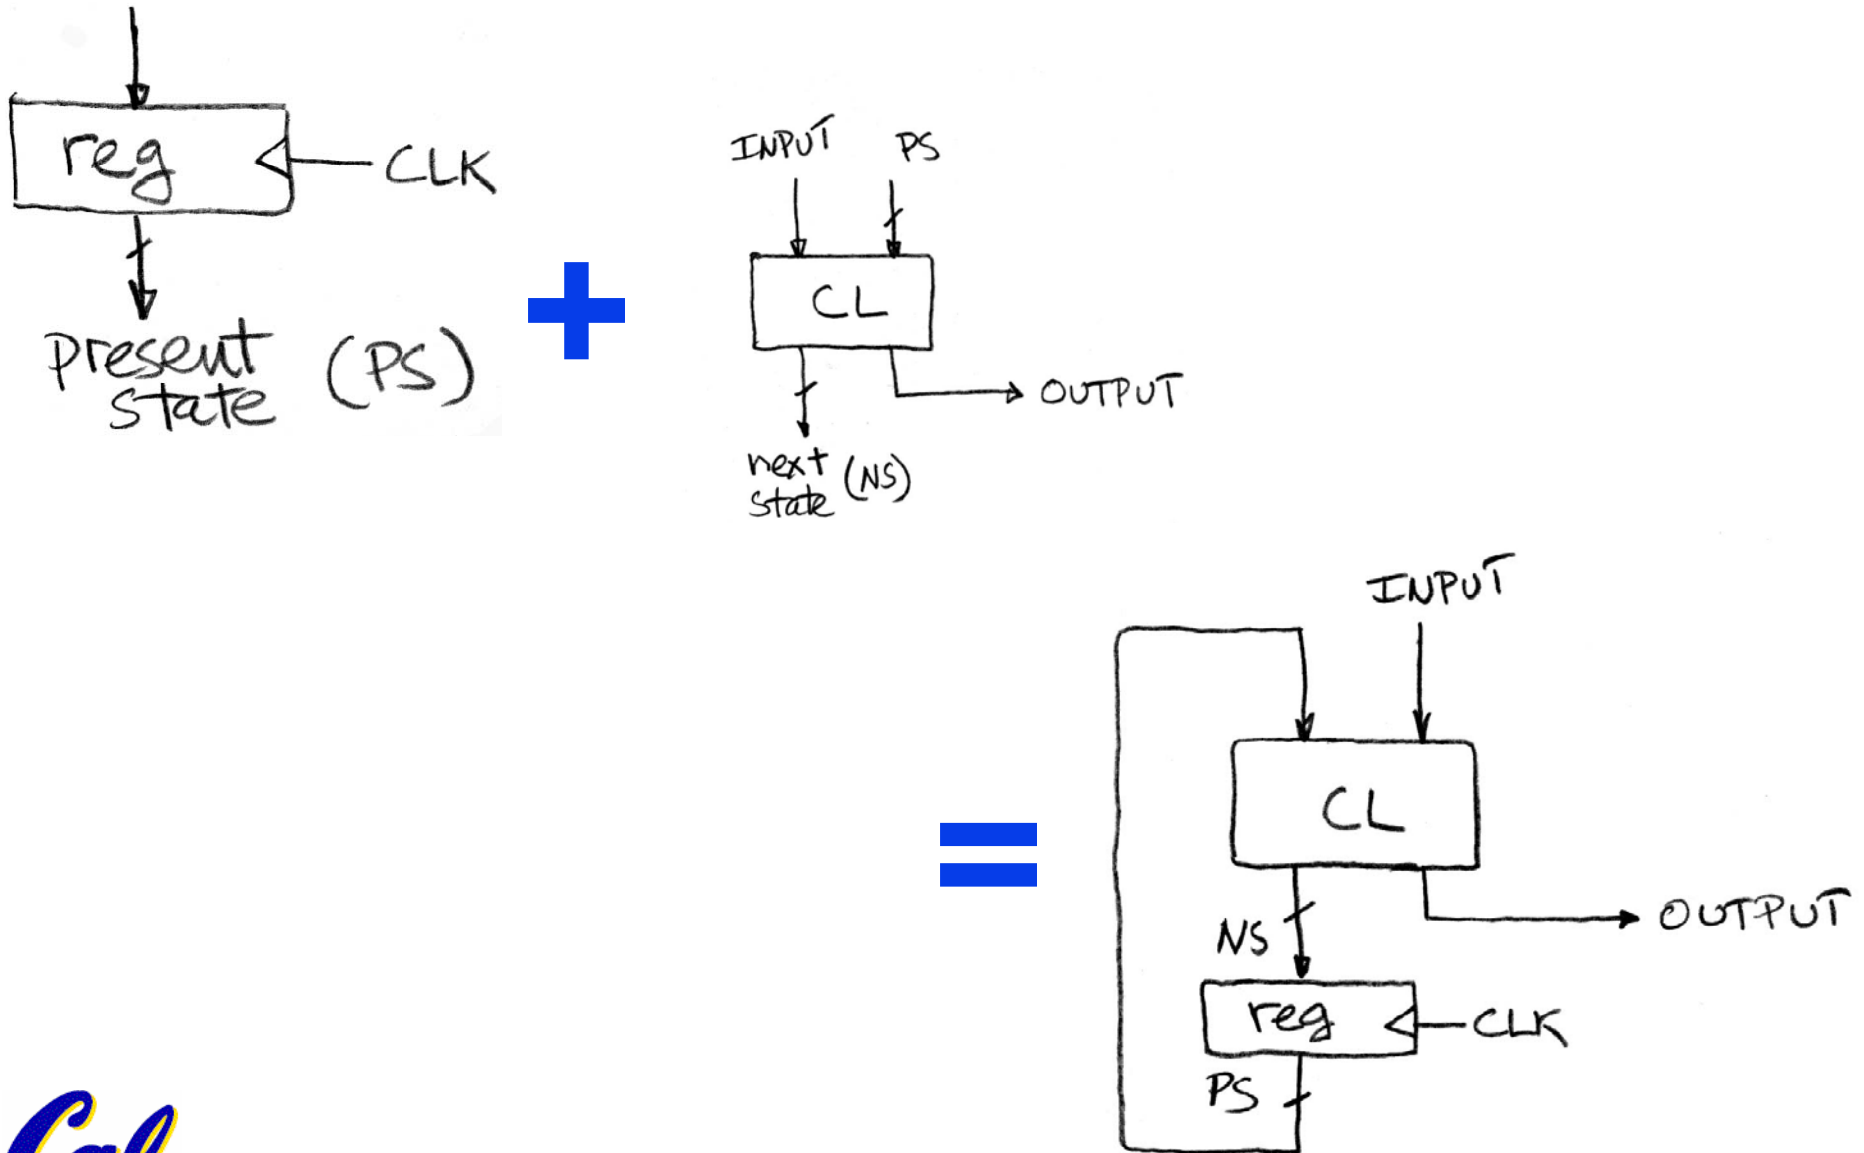 reg
CLK
present
state (PS)
+
INPUT PS
CL
OUTPUT
next
state (NS)
=
INPUT
CL
OUTPUT
NS
reg
CLK
PS
Cal